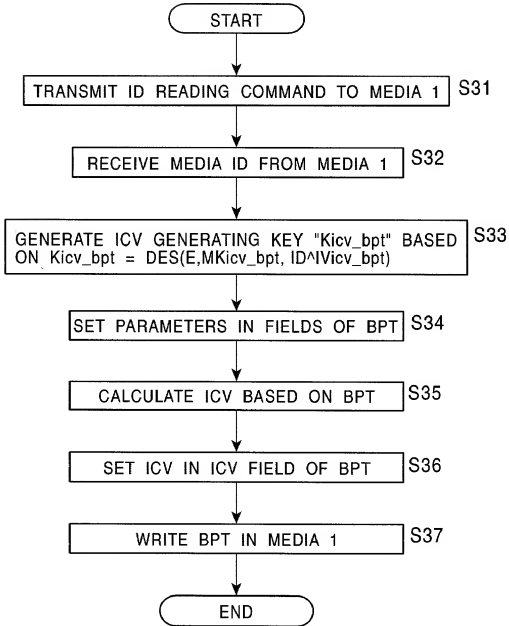 START
TRANSMIT ID READING COMMAND TO MEDIA 1
S31
RECEIVE MEDIA ID FROM MEDIA 1
S32
GENERATE ICV GENERATING KEY "Kicv_bpt" BASED
ON Kicv_bpt = DES(E,MKicv_bpt, ID^IVicv_bpt)
S33
SET PARAMETERS IN FIELDS OF BPT
S34
CALCULATE ICV BASED ON BPT
S35
SET ICV IN ICV FIELD OF BPT
S36
WRITE BPT IN MEDIA 1
S37
END